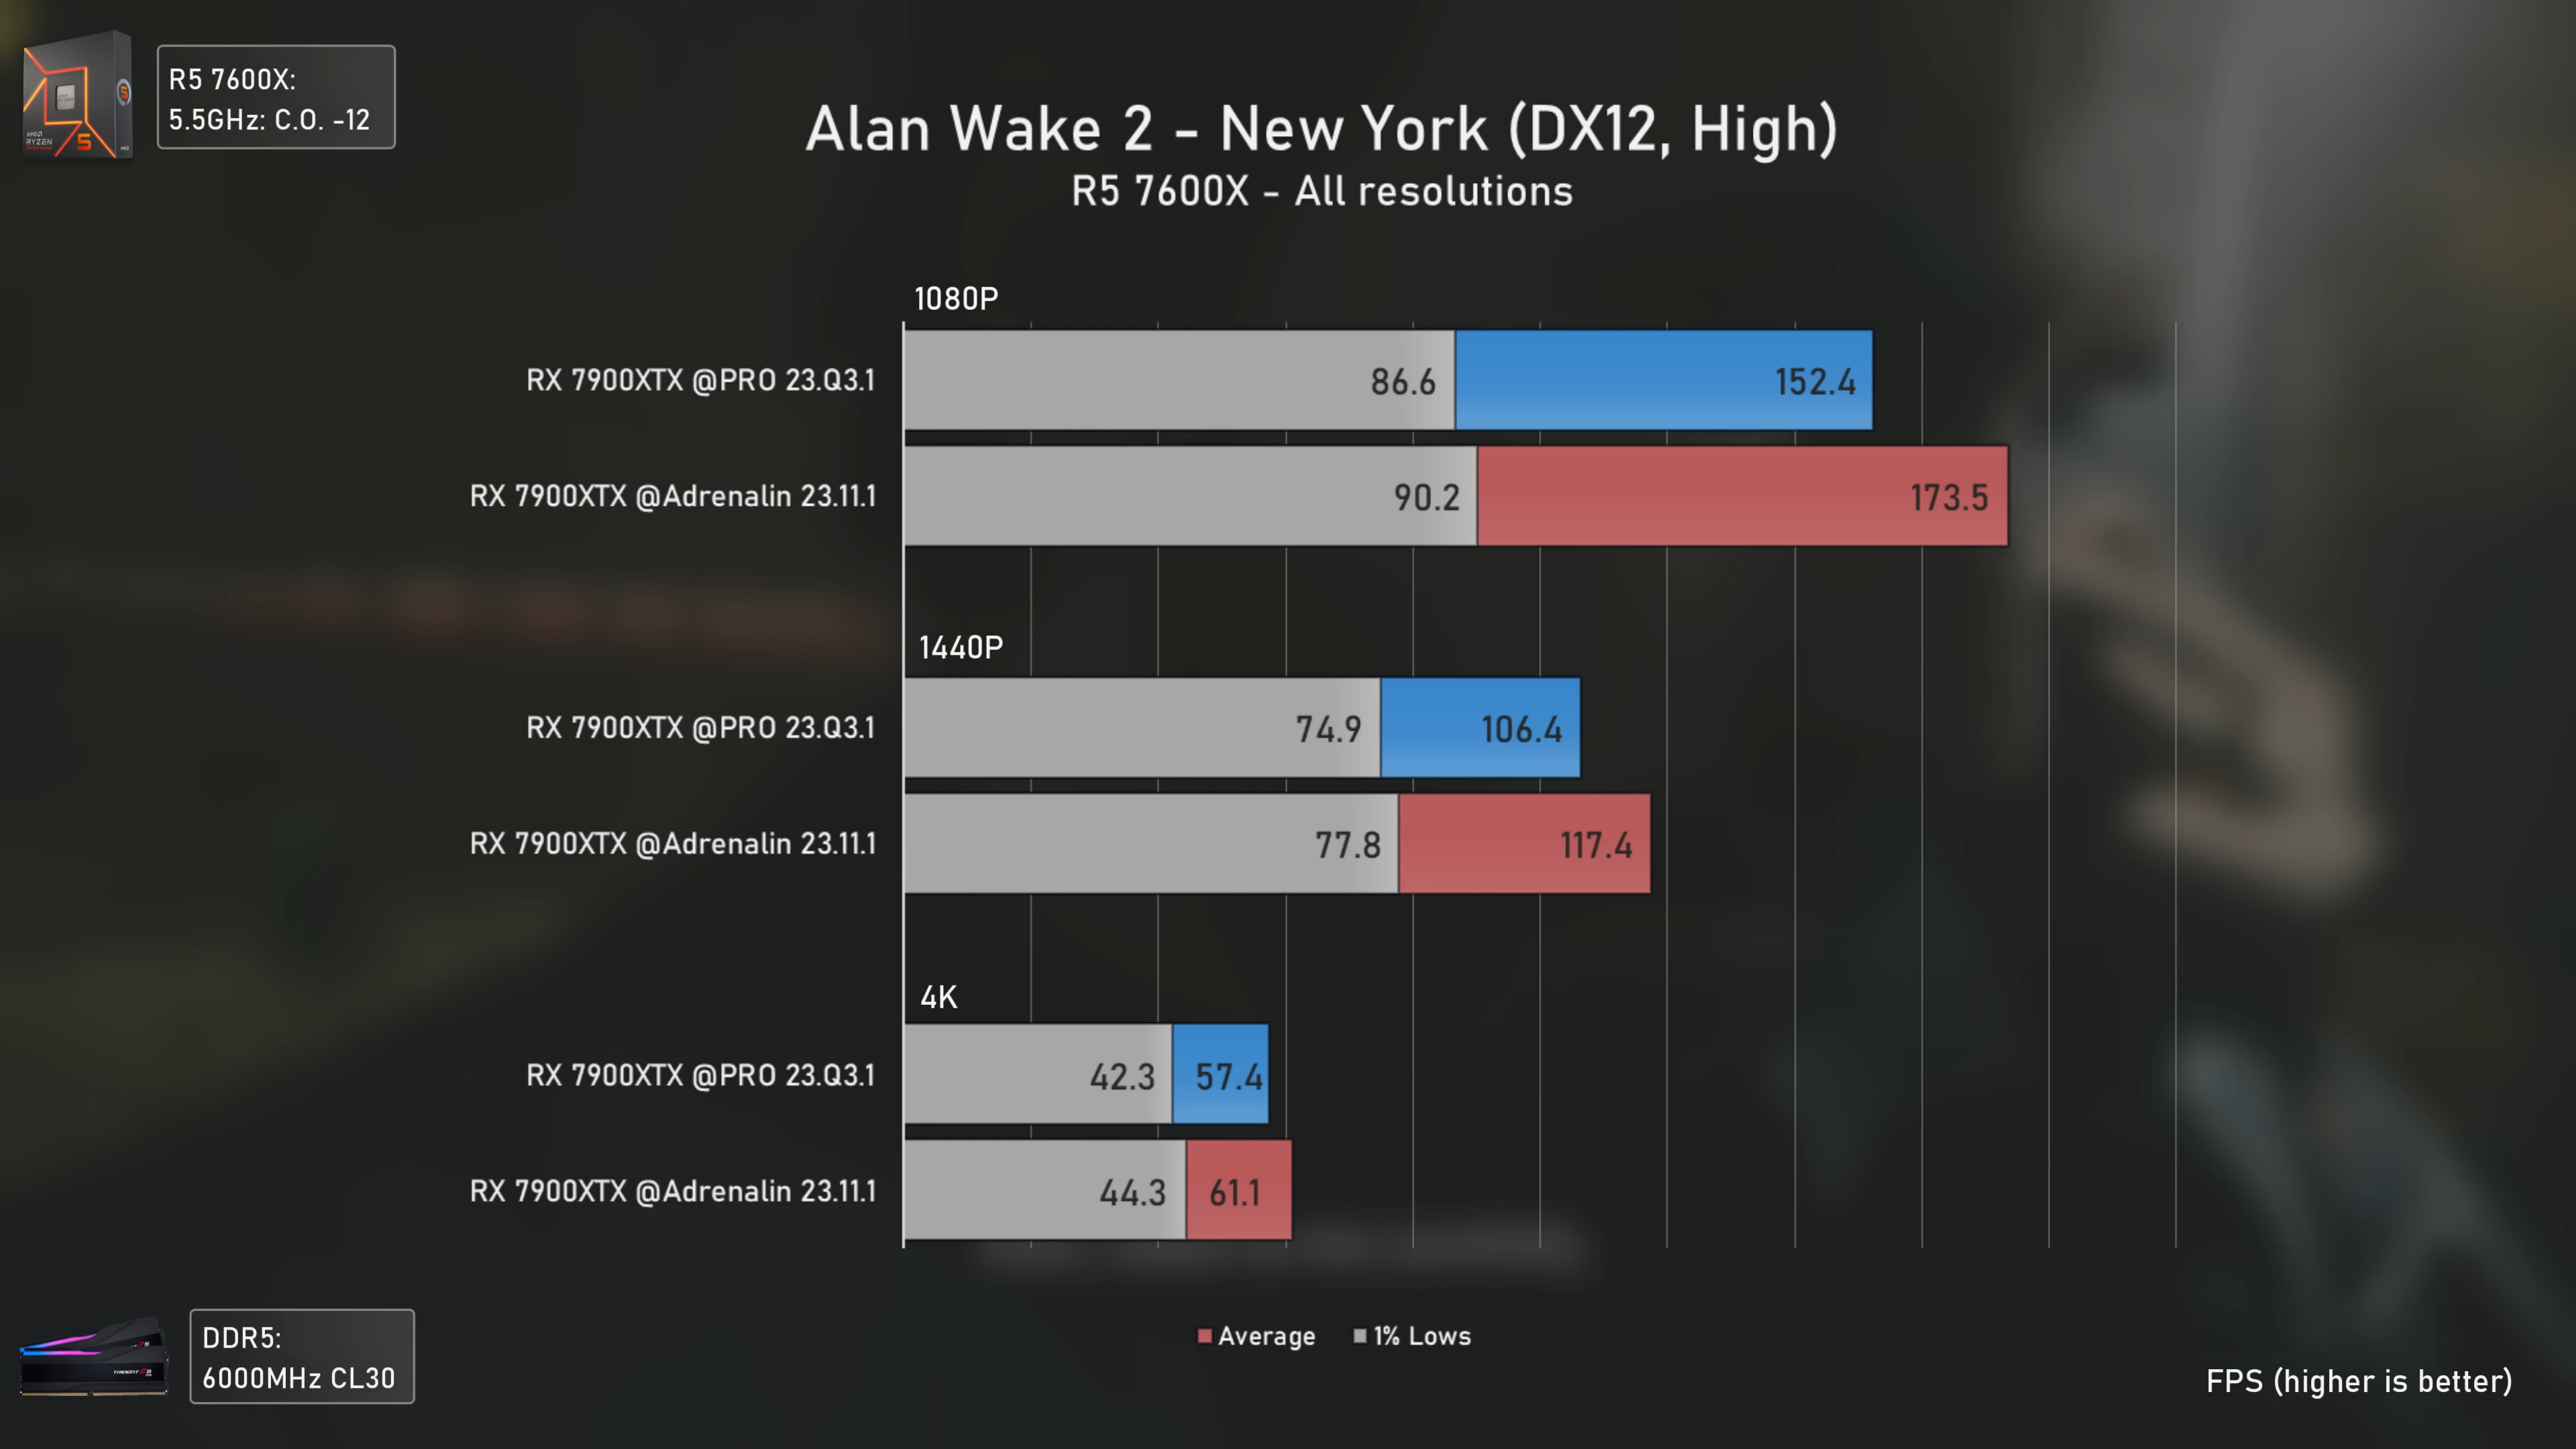 R5 7600X:
5.5GHz: C.O. -12
AMD
RYZEN
5
5
Alan Wake 2 - New York (DX12, High)
R5 7600X - All resolutions
1080P
RX 7900XTX @PRO 23.Q3.1
86.6
152.4
RX 7900XTX @Adrenalin 23.11.1
90.2
173.5
1440P
RX 7900XTX @PRO 23.Q3.1
74.9
106.4
RX 7900XTX @Adrenalin 23.11.1
77.8
117.4
4K
RX 7900XTX @PRO 23.Q3.1
42.3
57.4
RX 7900XTX @Adrenalin 23.11.1
44.3
61.1
Average
1% Lows
DDR5:
6000MHz CL30
FPS (higher is better)